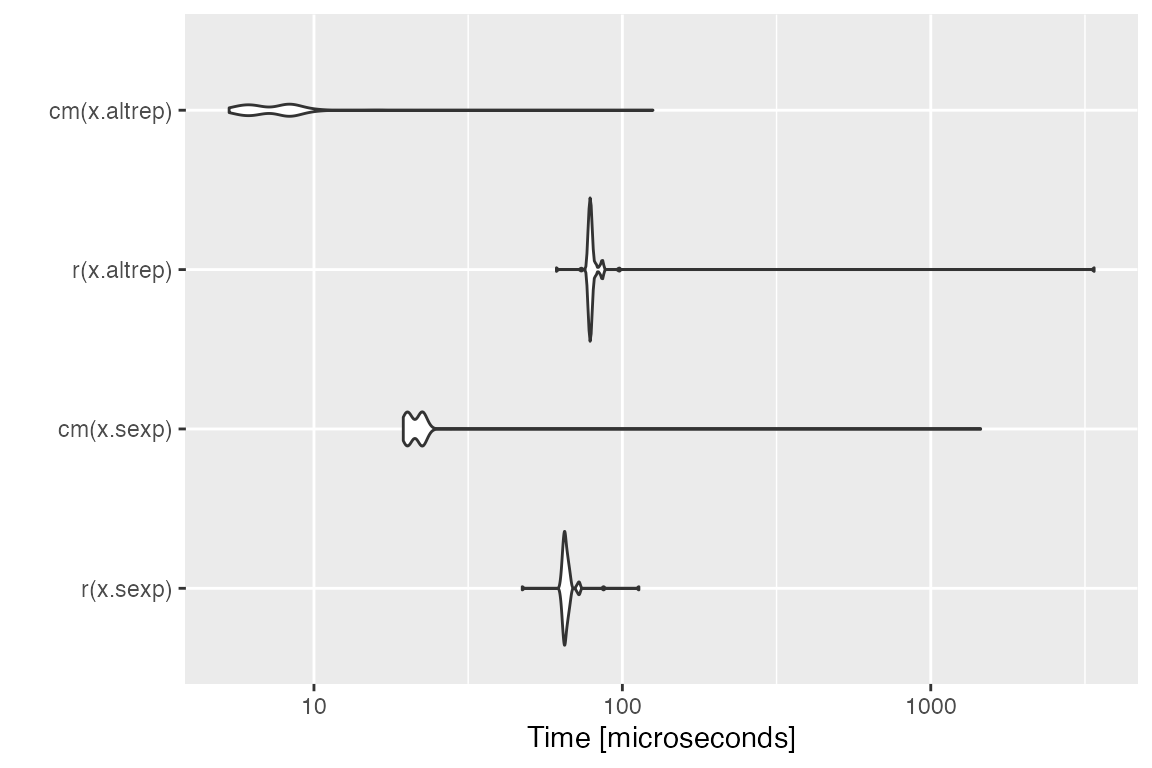 cm(x.altrep)
r(x.altrep)
cm(x.sexp)
r(x.sexp)
10 100 1000
Time [microseconds]